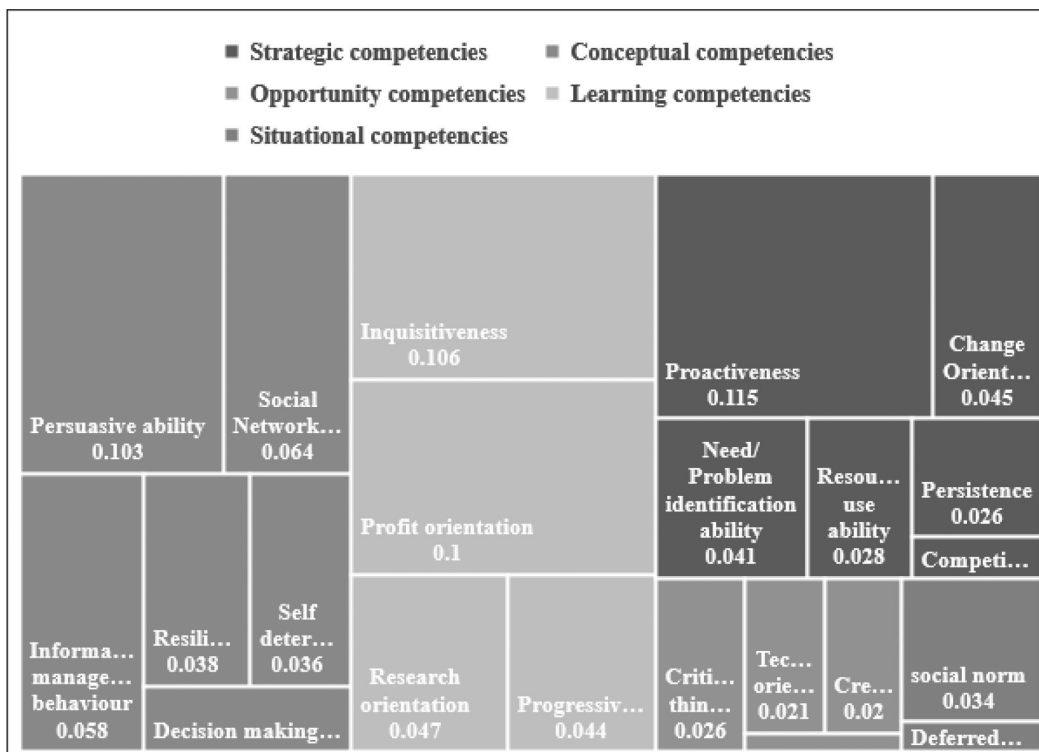 Strategic competencies
Conceptual competencies
Opportunity competencies
Learning competencies
Situational competencies
Persuasive ability
0.103
Social
Network...
0.064
Informa...
manage...
behaviour
0.058
Resili...
0.038
Self
deter...
0.036
Decision making...
Inquisitiveness
0.106
Profit orientation
0.1
Research
orientation
0.047
Progressiv...
0.044
Proactiveness
0.115
Change
Orient...
0.045
Need/
Problem
identification
ability
0.041
Resou...
use
ability
0.028
Persistence
0.026
Competi...
Criti...
thin...
0.026
Tec...
orie...
0.021
Cre...
0.02
social norm
0.034
Deferred...